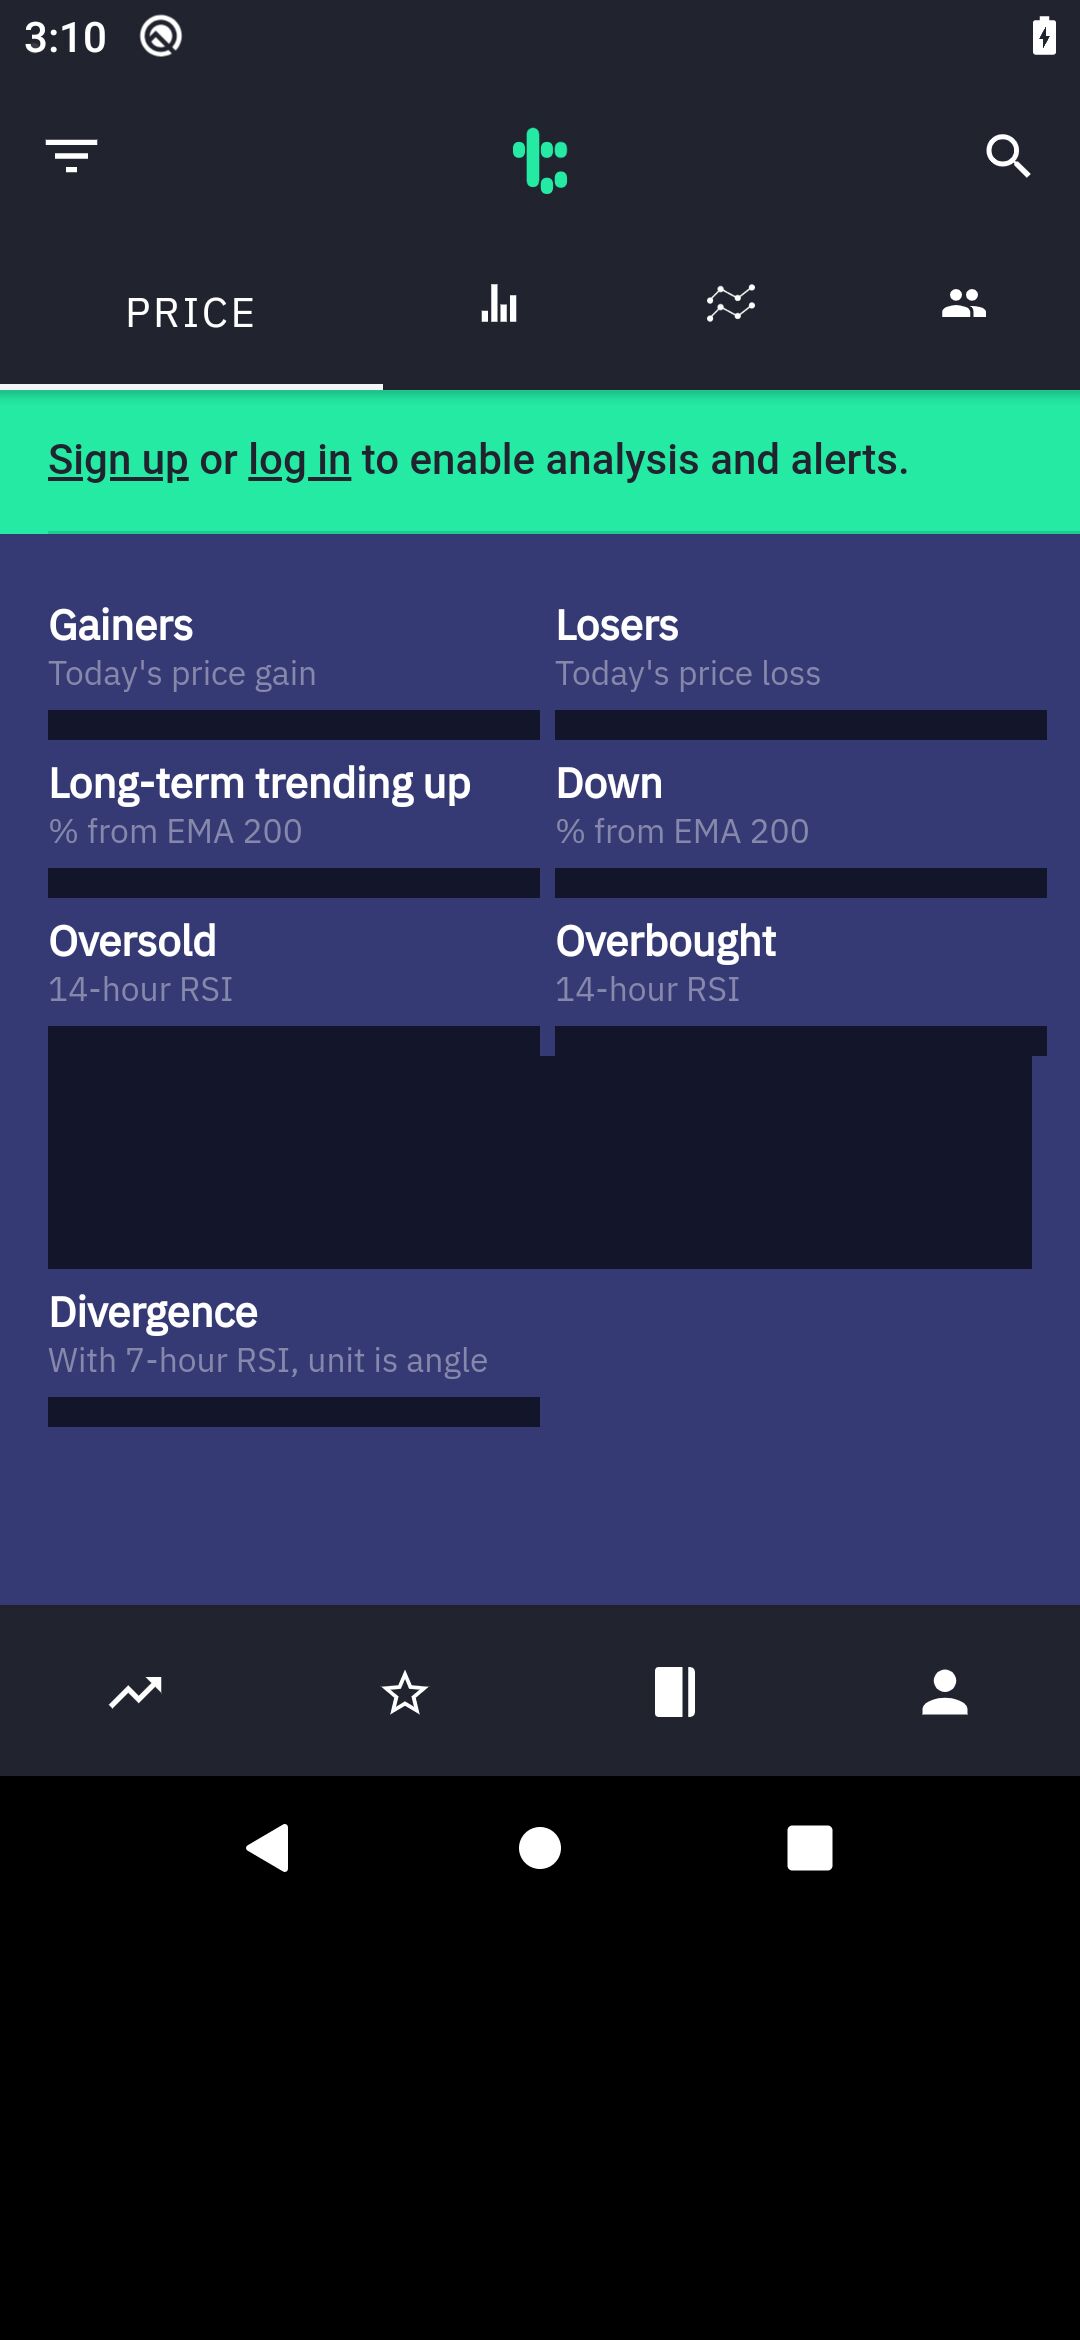 3:10
PRICE
Sign up or log in to enable analysis and alerts.
Gainers
Today's price gain
Losers
Today's price loss
Long-term trending up
% from EMA 200
Down
% from EMA 200
Oversold
14-hour RSI
Overbought
14-hour RSI
Divergence
With 7-hour RSI, unit is angle